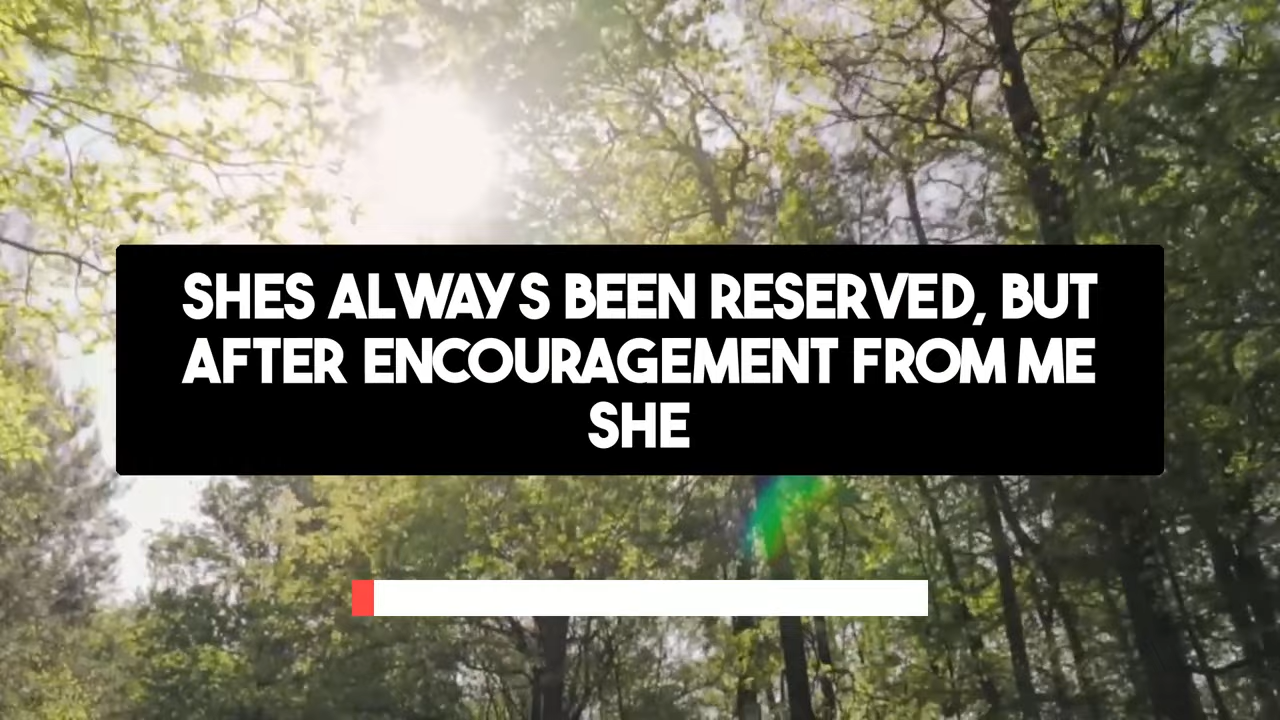 SHES ALWAYS BEEN RESERVED, BUT
AFTER ENCOURAGEMENT FROM ME
SHE